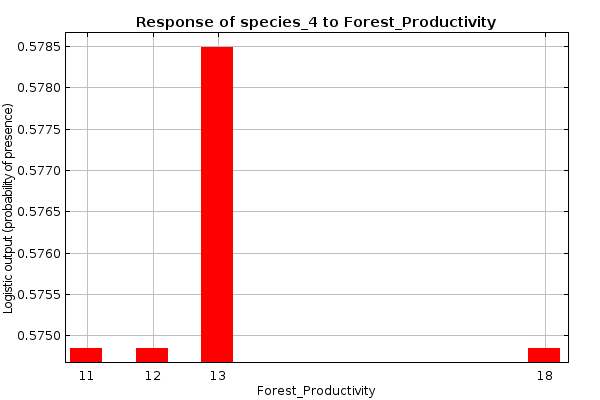 Response of species_4 to Forest_Productivity
Logistic output (probability of presence)
0.5785
0.5780
0.5775
0.5770
0.5765
0.5760
0.5755
0.5750
11 12 13 18
Forest_Productivity